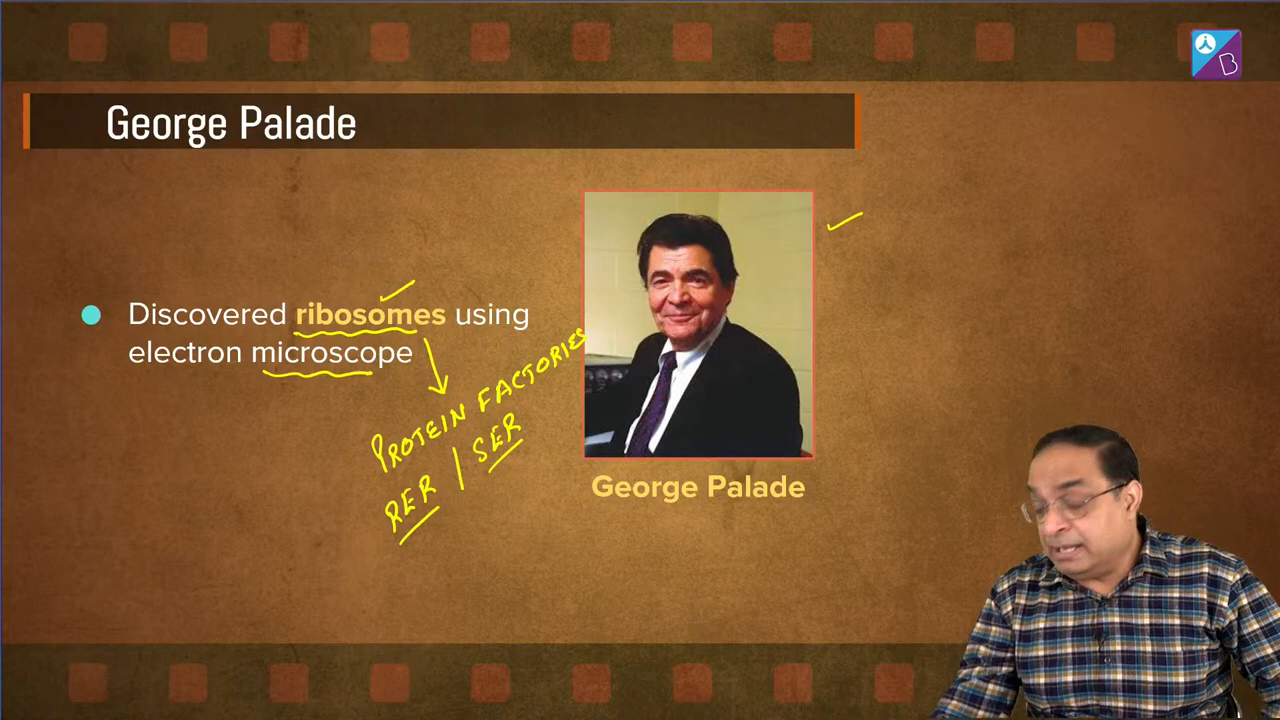 George Palade
Discovered ribosomes using
electron microscope
PROTEIN FACTORIES
RER | SER
George Palade
B